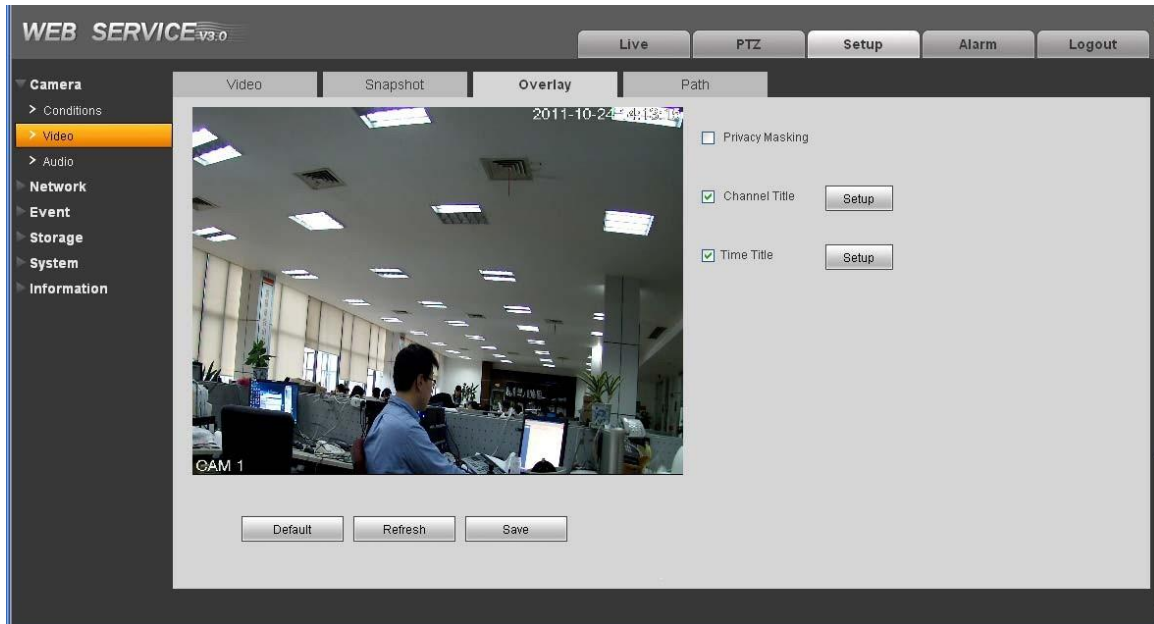 WEB SERVICE V3.0
Live PTZ Setup Alarm Logout
Camera
Conditions
Video
Audio
Network
Event
Storage
System
Information
Video Snapshot Overlay Path
2011-10-24
CAM 1
Privacy Masking
Channel Title Setup
Time Title Setup
Default Refresh Save